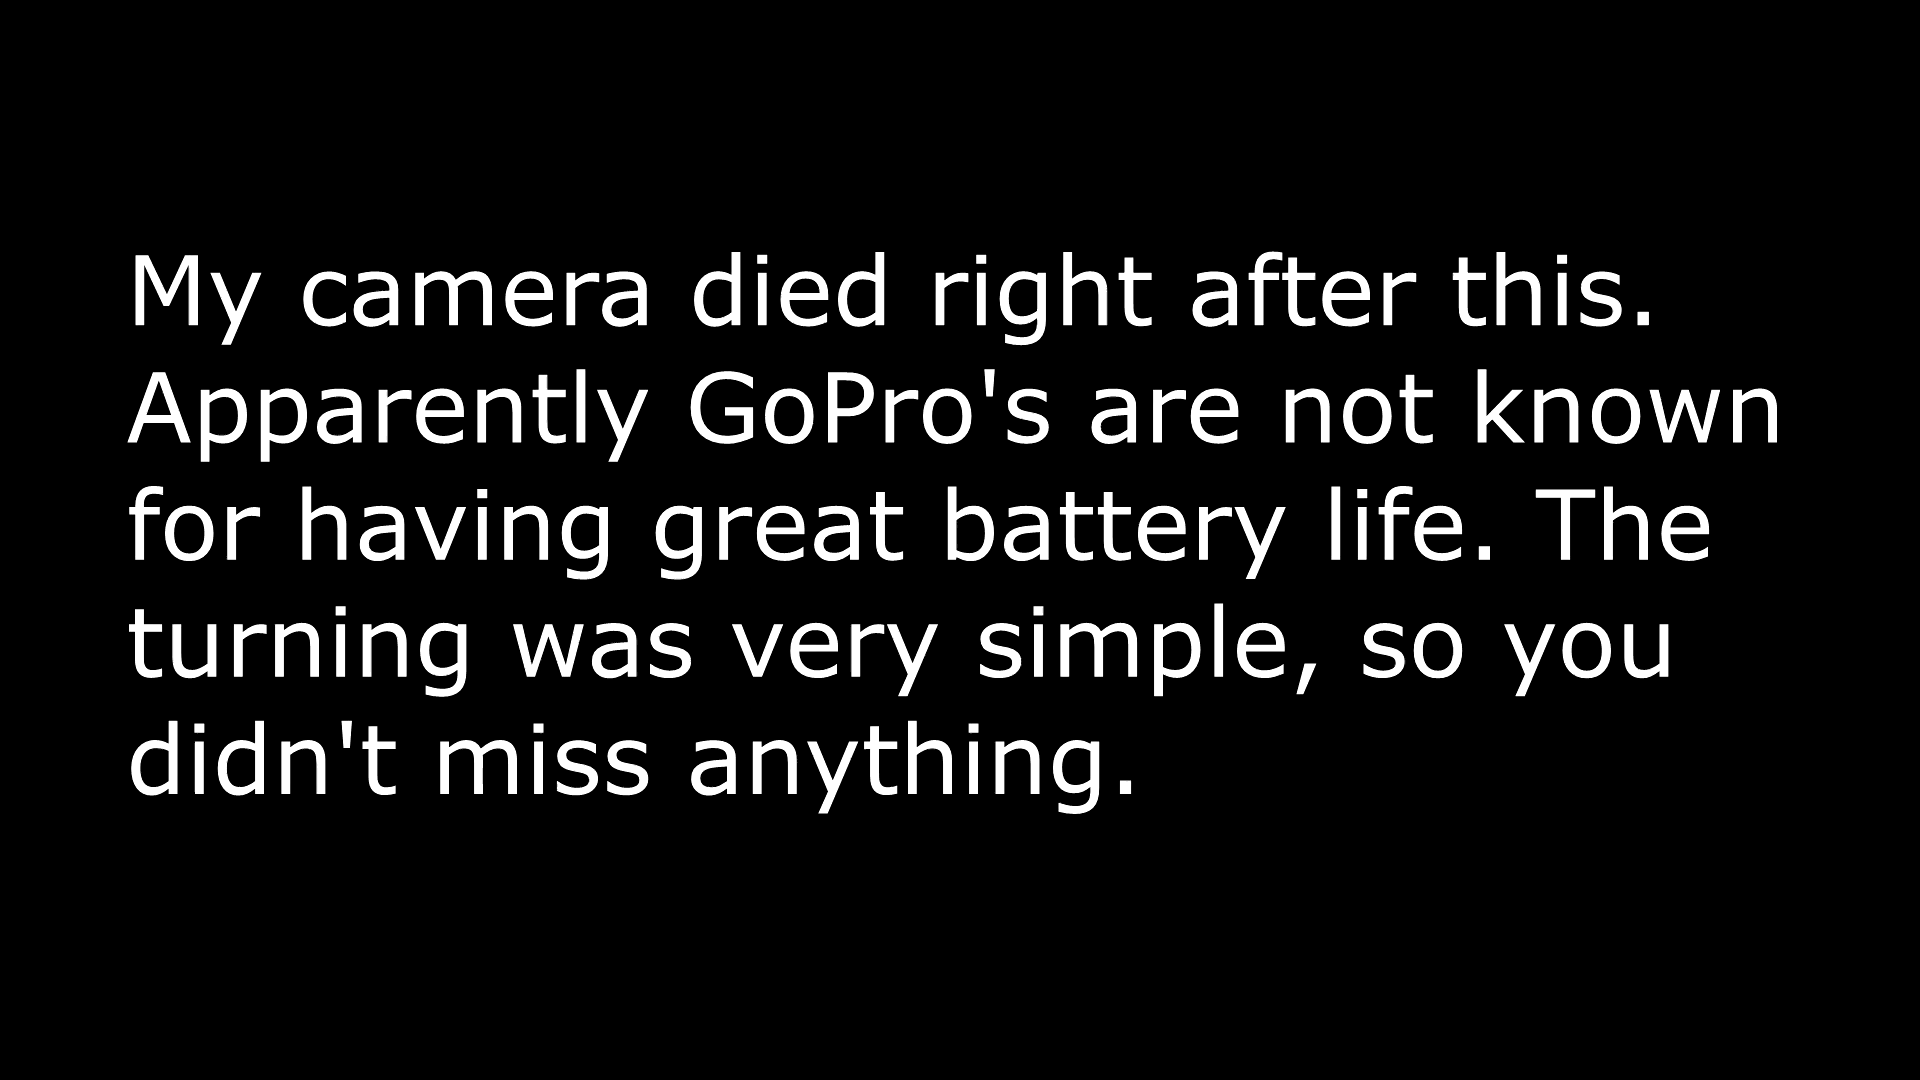 My camera died right after this.
Apparently GoPro's are not known
for having great battery life. The
turning was very simple, so you
didn't miss anything.